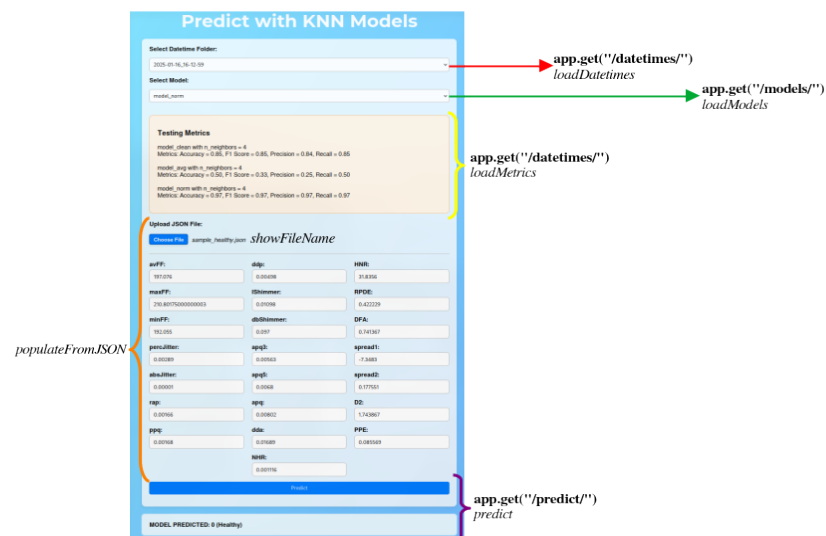 Predict with KNN Models
Select Datetime Folder:
2025-01-16_16-12-59
app.get("/datetimes/")
loadDatetimes
Select Model:
model_norm
app.get("/models/")
loadModels
Testing Metrics
model_clean with n_neighbors = 4
Metrics: Accuracy = 0.85, F1 Score = 0.85, Precision = 0.84, Recall = 0.85
model_avg with n_neighbors = 4
Metrics: Accuracy = 0.50, F1 Score = 0.33, Precision = 0.25, Recall = 0.50
model_norm with n_neighbors = 4
Metrics: Accuracy = 0.97, F1 Score = 0.97, Precision = 0.97, Recall = 0.97
app.get("/datetimes/")
loadMetrics
Upload JSON File:
Choose File sample_healthy.json showFileName
avFF: ddp: HNR:
197.076 0.00498 31.8356
maxFF: lShimmer: RPDE:
210.80175000000003 0.01098 0.422229
minFF: dbShimmer: DFA:
192.055 0.097 0.741367
percJitter: apq3: spread1:
0.00289 0.00563 -7.3483
populateFromJSON
absJitter: apq5: spread2:
0.00001 0.0068 0.177551
rap: apq: D2:
0.00166 0.00802 1.743867
ppq: dda: PPE:
0.00168 0.01689 0.085569
NHR:
0.001116
Predict
app.get("/predict/")
predict
MODEL PREDICTED: 0 (Healthy)